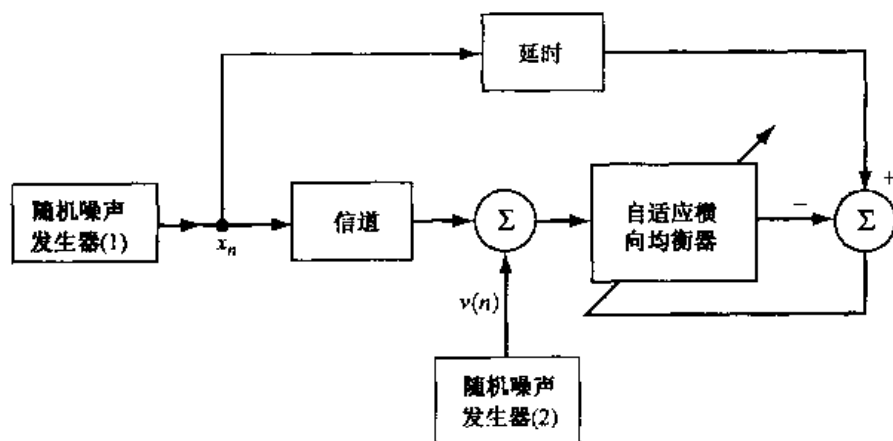 延时
+
随机噪声
发生器(1)
x_n
信道
Σ
自适应横
向均衡器
−
Σ
v(n)
随机噪声
发生器(2)